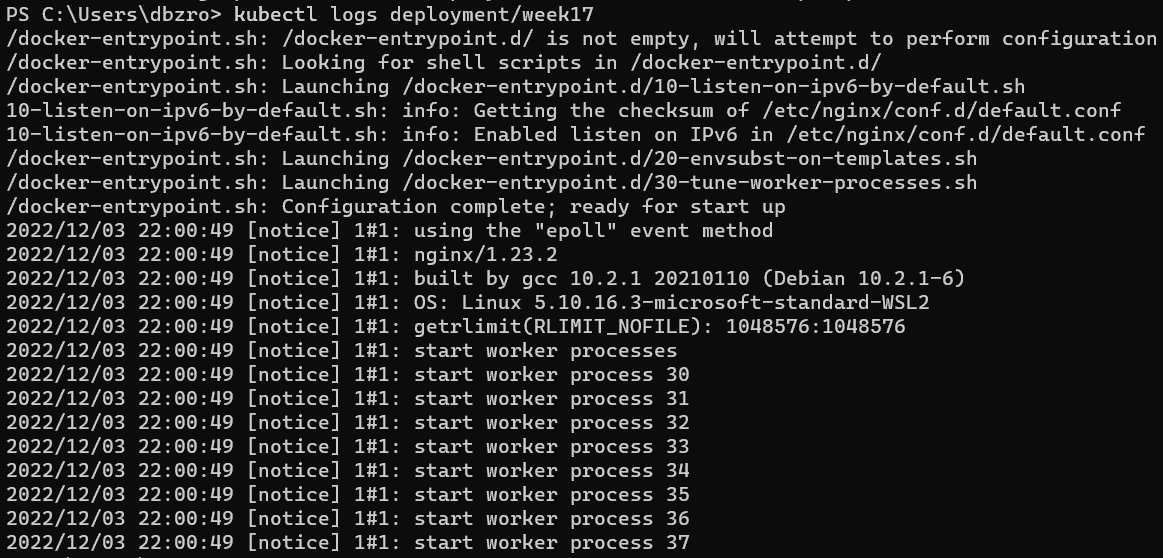 PS C:\Users\dbzro> kubectl logs deployment/week17
/docker-entrypoint.sh: /docker-entrypoint.d/ is not empty, will attempt to perform configuration
/docker-entrypoint.sh: Looking for shell scripts in /docker-entrypoint.d/
/docker-entrypoint.sh: Launching /docker-entrypoint.d/10-listen-on-ipv6-by-default.sh
10-listen-on-ipv6-by-default.sh: info: Getting the checksum of /etc/nginx/conf.d/default.conf
10-listen-on-ipv6-by-default.sh: info: Enabled listen on IPv6 in /etc/nginx/conf.d/default.conf
/docker-entrypoint.sh: Launching /docker-entrypoint.d/20-envsubst-on-templates.sh
/docker-entrypoint.sh: Launching /docker-entrypoint.d/30-tune-worker-processes.sh
/docker-entrypoint.sh: Configuration complete; ready for start up
2022/12/03 22:00:49 [notice] 1#1: using the "epoll" event method
2022/12/03 22:00:49 [notice] 1#1: nginx/1.23.2
2022/12/03 22:00:49 [notice] 1#1: built by gcc 10.2.1 20210110 (Debian 10.2.1-6)
2022/12/03 22:00:49 [notice] 1#1: OS: Linux 5.10.16.3-microsoft-standard-WSL2
2022/12/03 22:00:49 [notice] 1#1: getrlimit(RLIMIT_NOFILE): 1048576:1048576
2022/12/03 22:00:49 [notice] 1#1: start worker processes
2022/12/03 22:00:49 [notice] 1#1: start worker process 30
2022/12/03 22:00:49 [notice] 1#1: start worker process 31
2022/12/03 22:00:49 [notice] 1#1: start worker process 32
2022/12/03 22:00:49 [notice] 1#1: start worker process 33
2022/12/03 22:00:49 [notice] 1#1: start worker process 34
2022/12/03 22:00:49 [notice] 1#1: start worker process 35
2022/12/03 22:00:49 [notice] 1#1: start worker process 36
2022/12/03 22:00:49 [notice] 1#1: start worker process 37